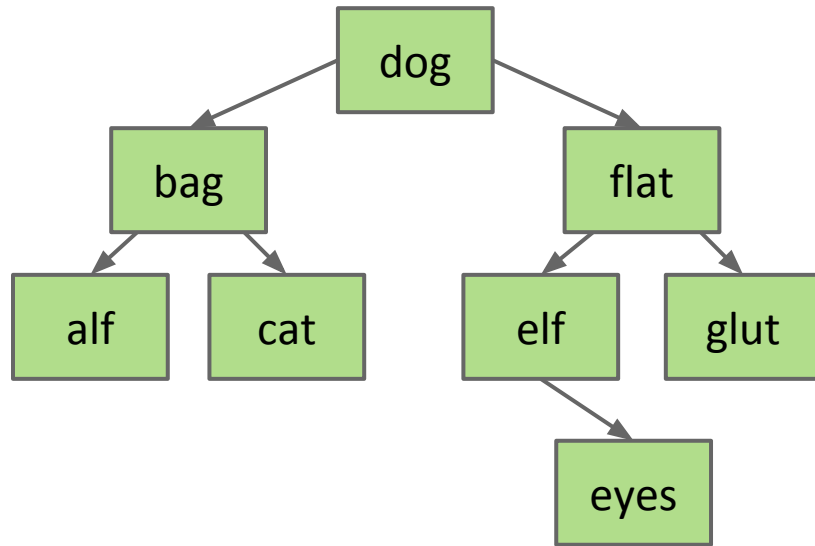 dog
bag
flat
alf
cat
elf
glut
eyes